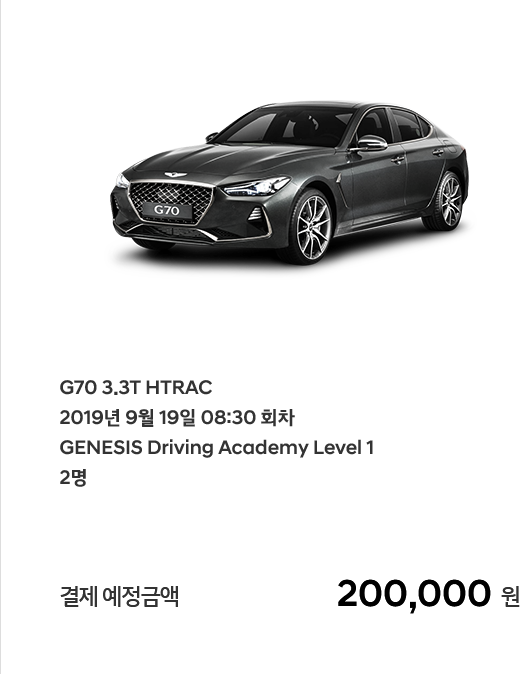 G70
G70 3.3T HTRAC
2019년 9월 19일 08:30 회차
GENESIS Driving Academy Level 1
2명
결제 예정금액 200,000 원